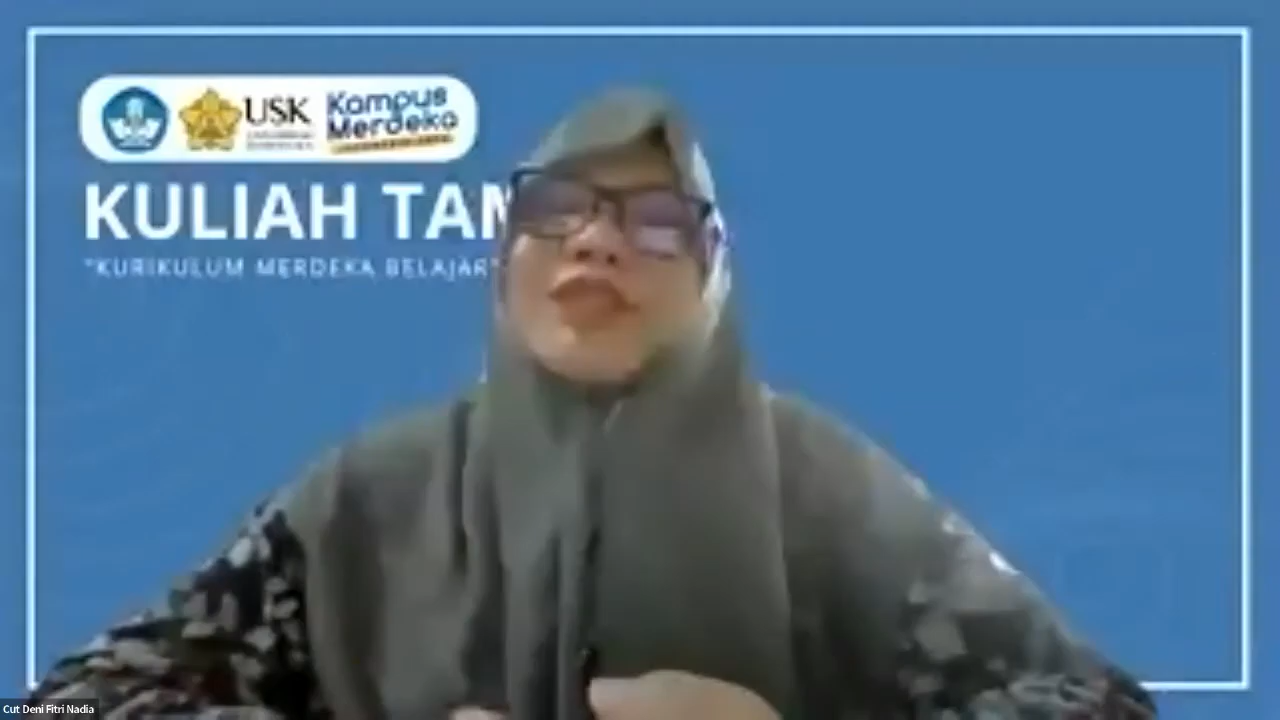 USK
Kampus
Merdeka
KULIAH TAM
"KURIKULUM MERDEKA BELAJAR"
Cut Deni Fitri Nadia